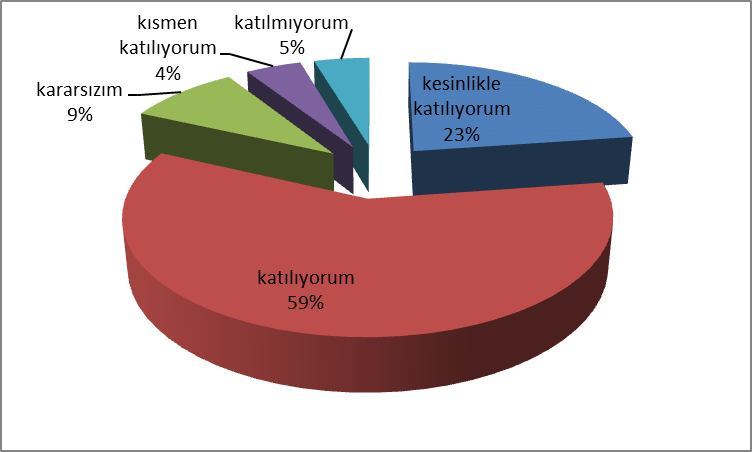 kısmen
katılıyorum
4%
katılmıyorum
5%
kararsızım
9%
kesinlikle
katılıyorum
23%
katılıyorum
59%